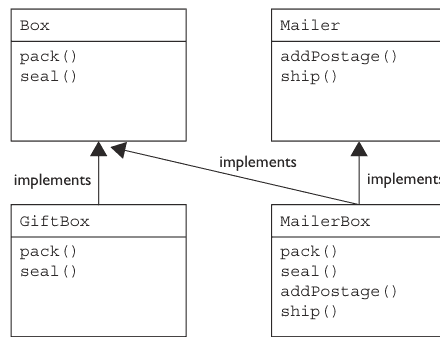 Box
pack()
seal()
Mailer
addPostage()
ship()
implements
implements
implements
GiftBox
pack()
seal()
MailerBox
pack()
seal()
addPostage()
ship()